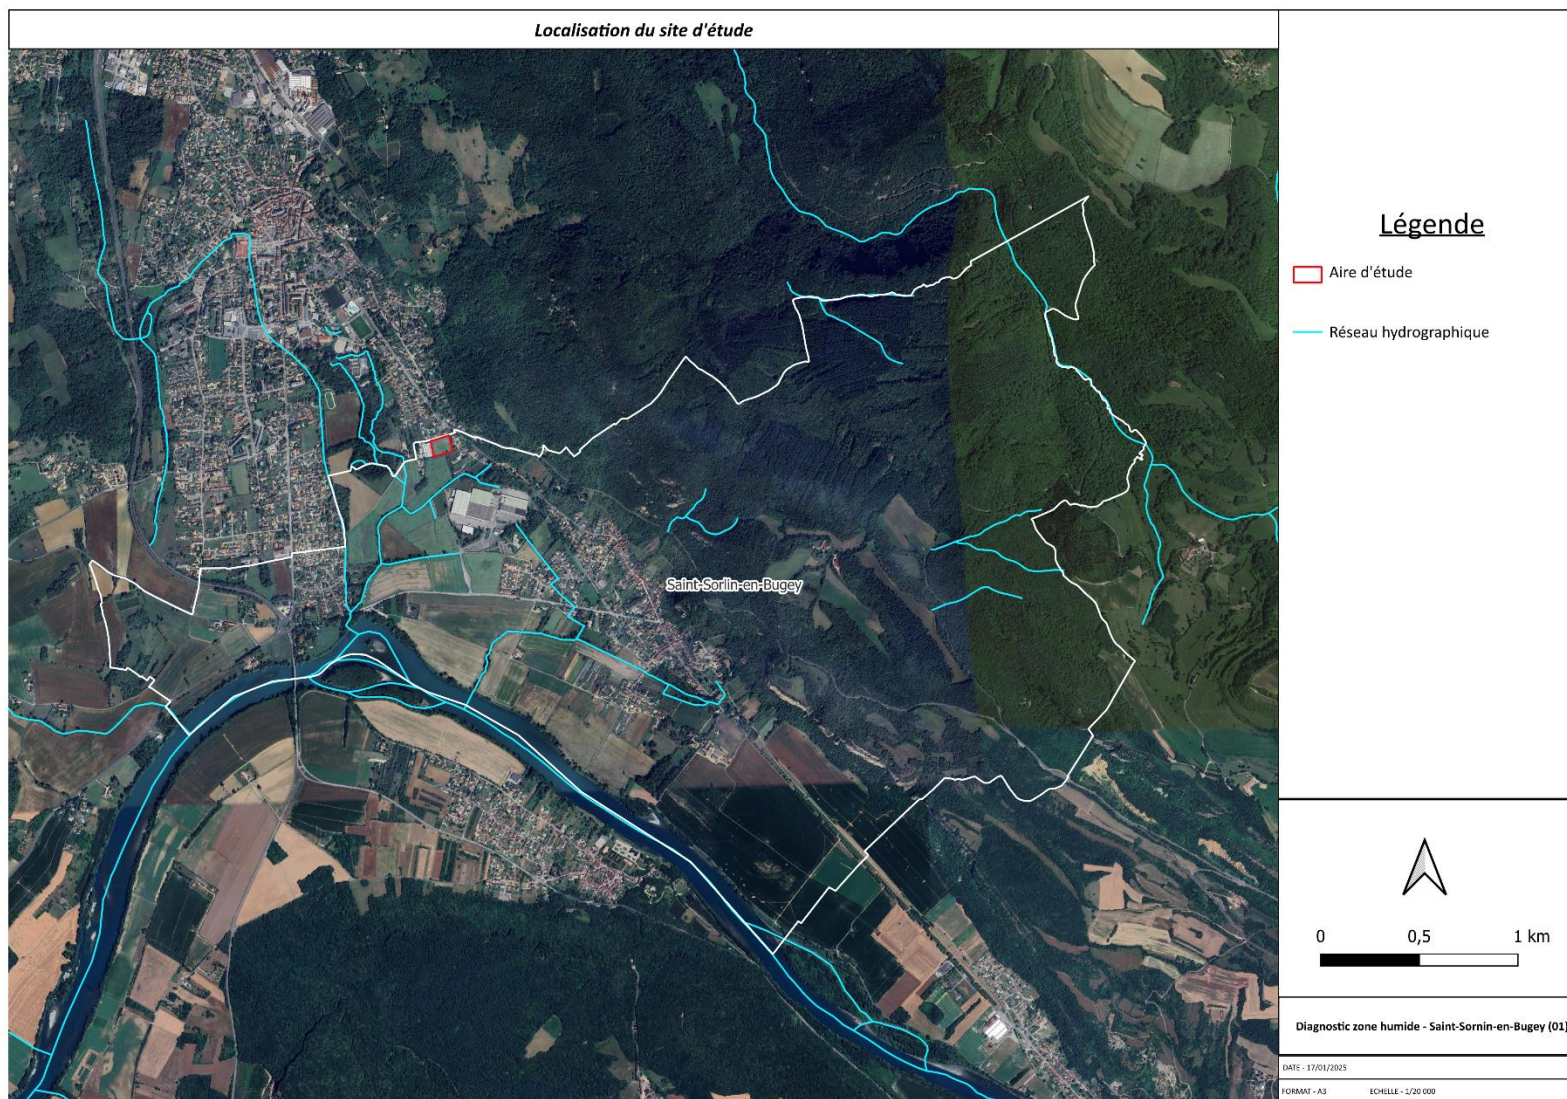 Localisation du site d'étude
Légende
Aire d'étude
Réseau hydrographique
Saint-Sorlin-en-Bugey
0 0,5 1 km
Diagnostic zone humide - Saint-Sornin-en-Bugey (01)
DATE - 17/01/2025
FORMAT - A3 ECHELLE - 1/20 000